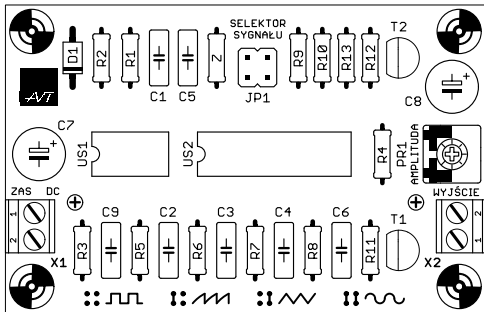 SELEKTOR
SYGNAŁU
T2
D1
R2
R1
Z
R9
R10
R13
R12
C1
C5
JP1
C8
AVT
C7
US1
US2
R4
PR1
AMPLITUDA
ZAS DC
WYJŚCIE
1
2
X1
C9
C2
C3
C4
C6
T1
2
1
X2
R3
R5
R6
R7
R8
R11